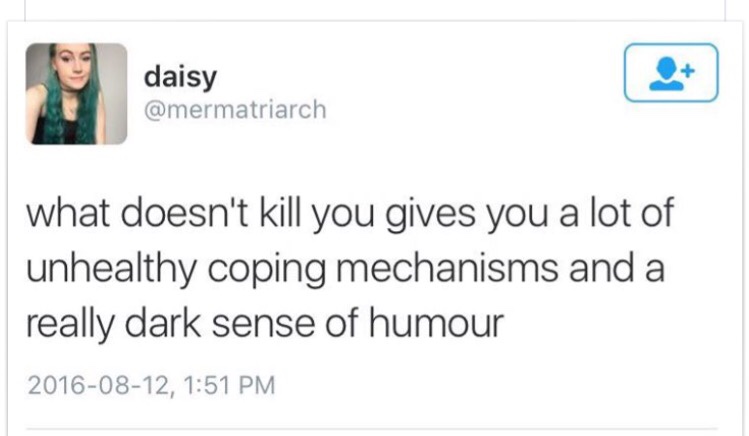 daisy
@mermatriarch
what doesn't kill you gives you a lot of
unhealthy coping mechanisms and a
really dark sense of humour
2016-08-12, 1:51 PM